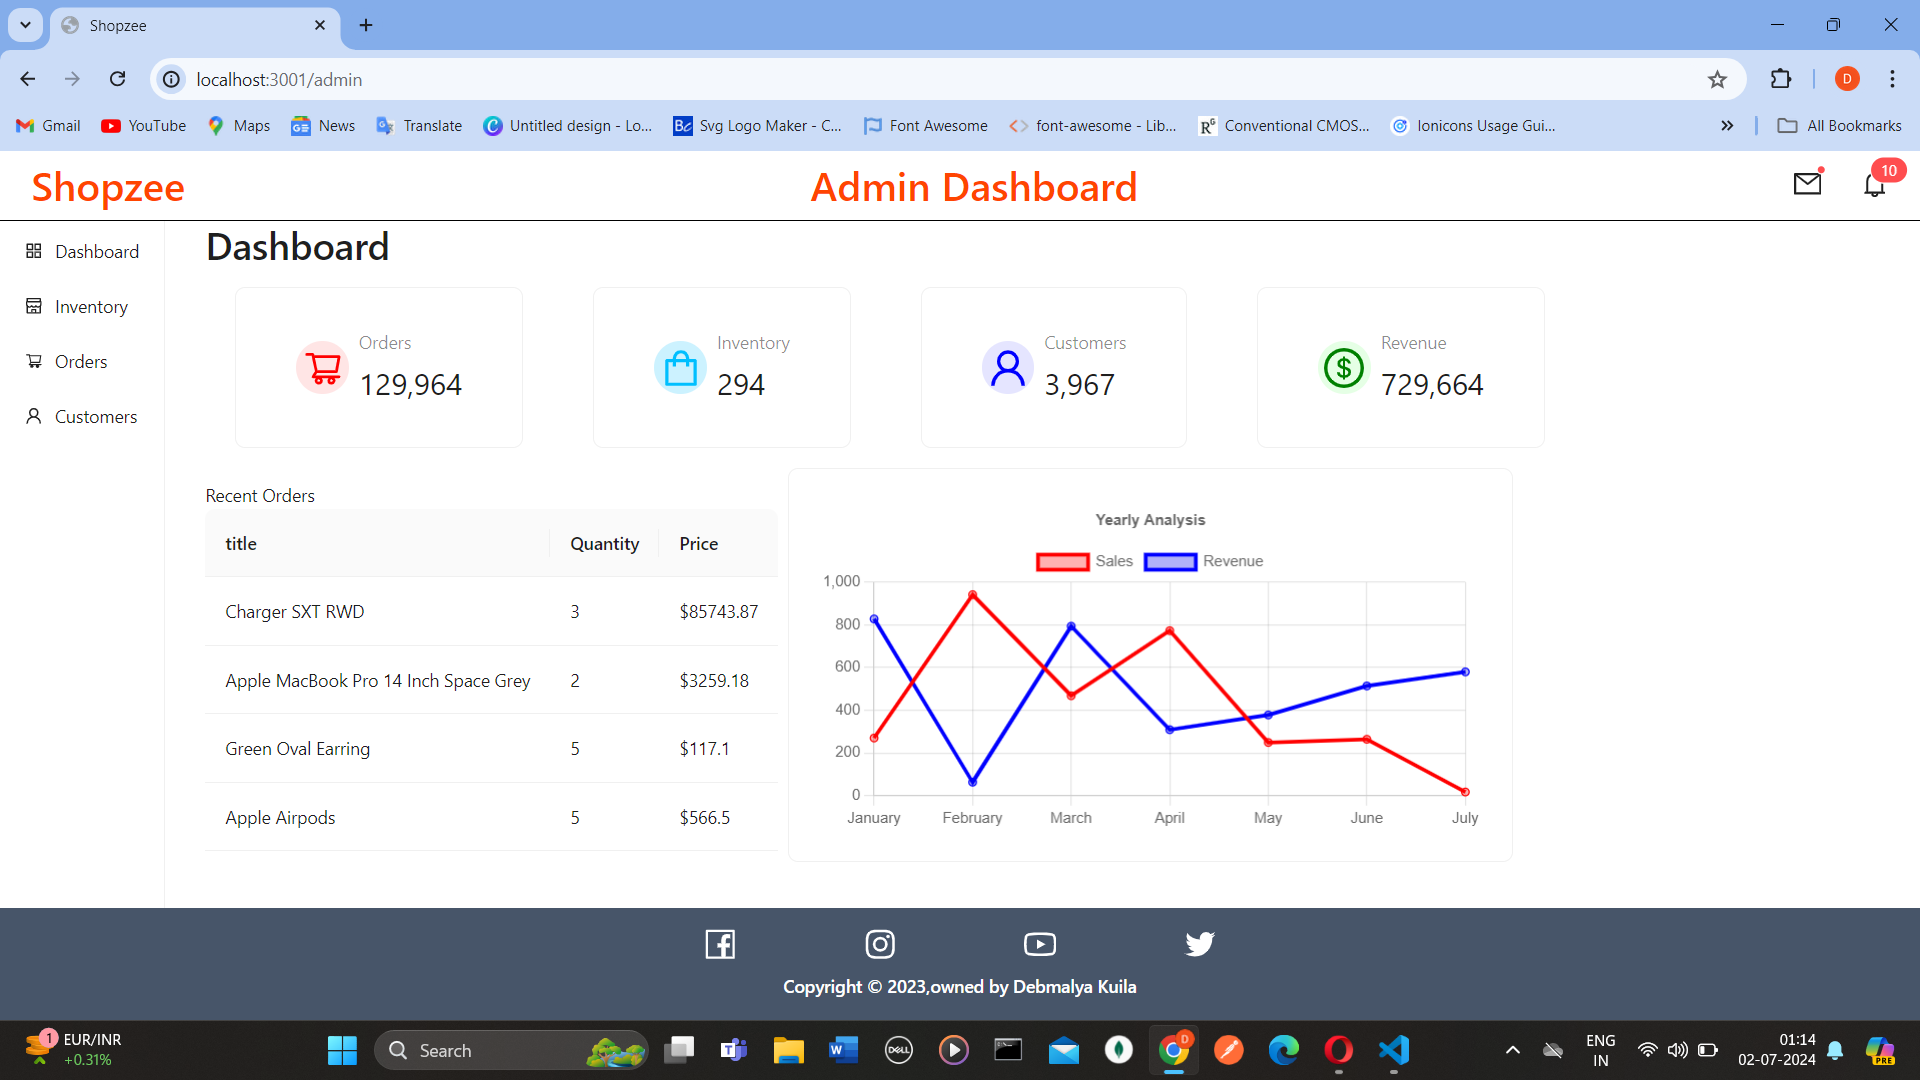 Shopzee
localhost:3001/admin
D
Gmail
YouTube
Maps
News
Translate
Untitled design - Lo...
Svg Logo Maker - C...
Font Awesome
font-awesome - Lib...
Conventional CMOS...
Ionicons Usage Gui...
All Bookmarks
Shopzee
Admin Dashboard
10
Dashboard
Inventory
Orders
Customers
Dashboard
Orders
129,964
Inventory
294
Customers
3,967
Revenue
729,664
Recent Orders
title Quantity Price
Charger SXT RWD 3 $85743.87
Apple MacBook Pro 14 Inch Space Grey 2 $3259.18
Green Oval Earring 5 $117.1
Apple Airpods 5 $566.5
Yearly Analysis
Sales Revenue
1,000
800
600
400
200
0
January February March April May June July
Copyright © 2023,owned by Debmalya Kuila
1
EUR/INR
+0.31%
Search
DELL
D
ENG
IN
01:14
02-07-2024
PRE